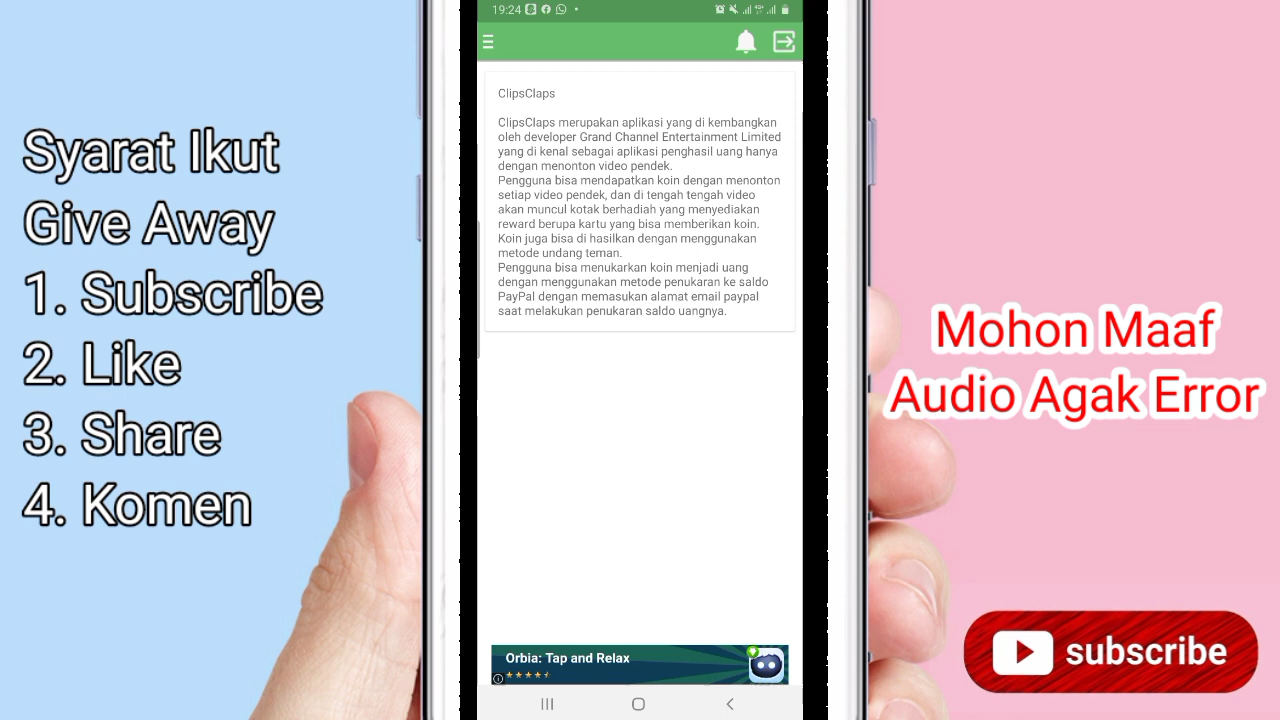 Syarat Ikut
Give Away
1. Subscribe
2. Like
3. Share
4. Komen
19:24
ClipsClaps
ClipsClaps merupakan aplikasi yang di kembangkan
oleh developer Grand Channel Entertainment Limited
yang di kenal sebagai aplikasi penghasil uang hanya
dengan menonton video pendek.
Pengguna bisa mendapatkan koin dengan menonton
setiap video pendek, dan di tengah tengah video
akan muncul kotak berhadiah yang menyediakan
reward berupa kartu yang bisa memberikan koin.
Koin juga bisa di hasilkan dengan menggunakan
metode undang teman.
Pengguna bisa menukarkan koin menjadi uang
dengan menggunakan metode penukaran ke saldo
PayPal dengan memasukan alamat email paypal
saat melakukan penukaran saldo uangnya.
Orbia: Tap and Relax
Mohon Maaf
Audio Agak Error
subscribe